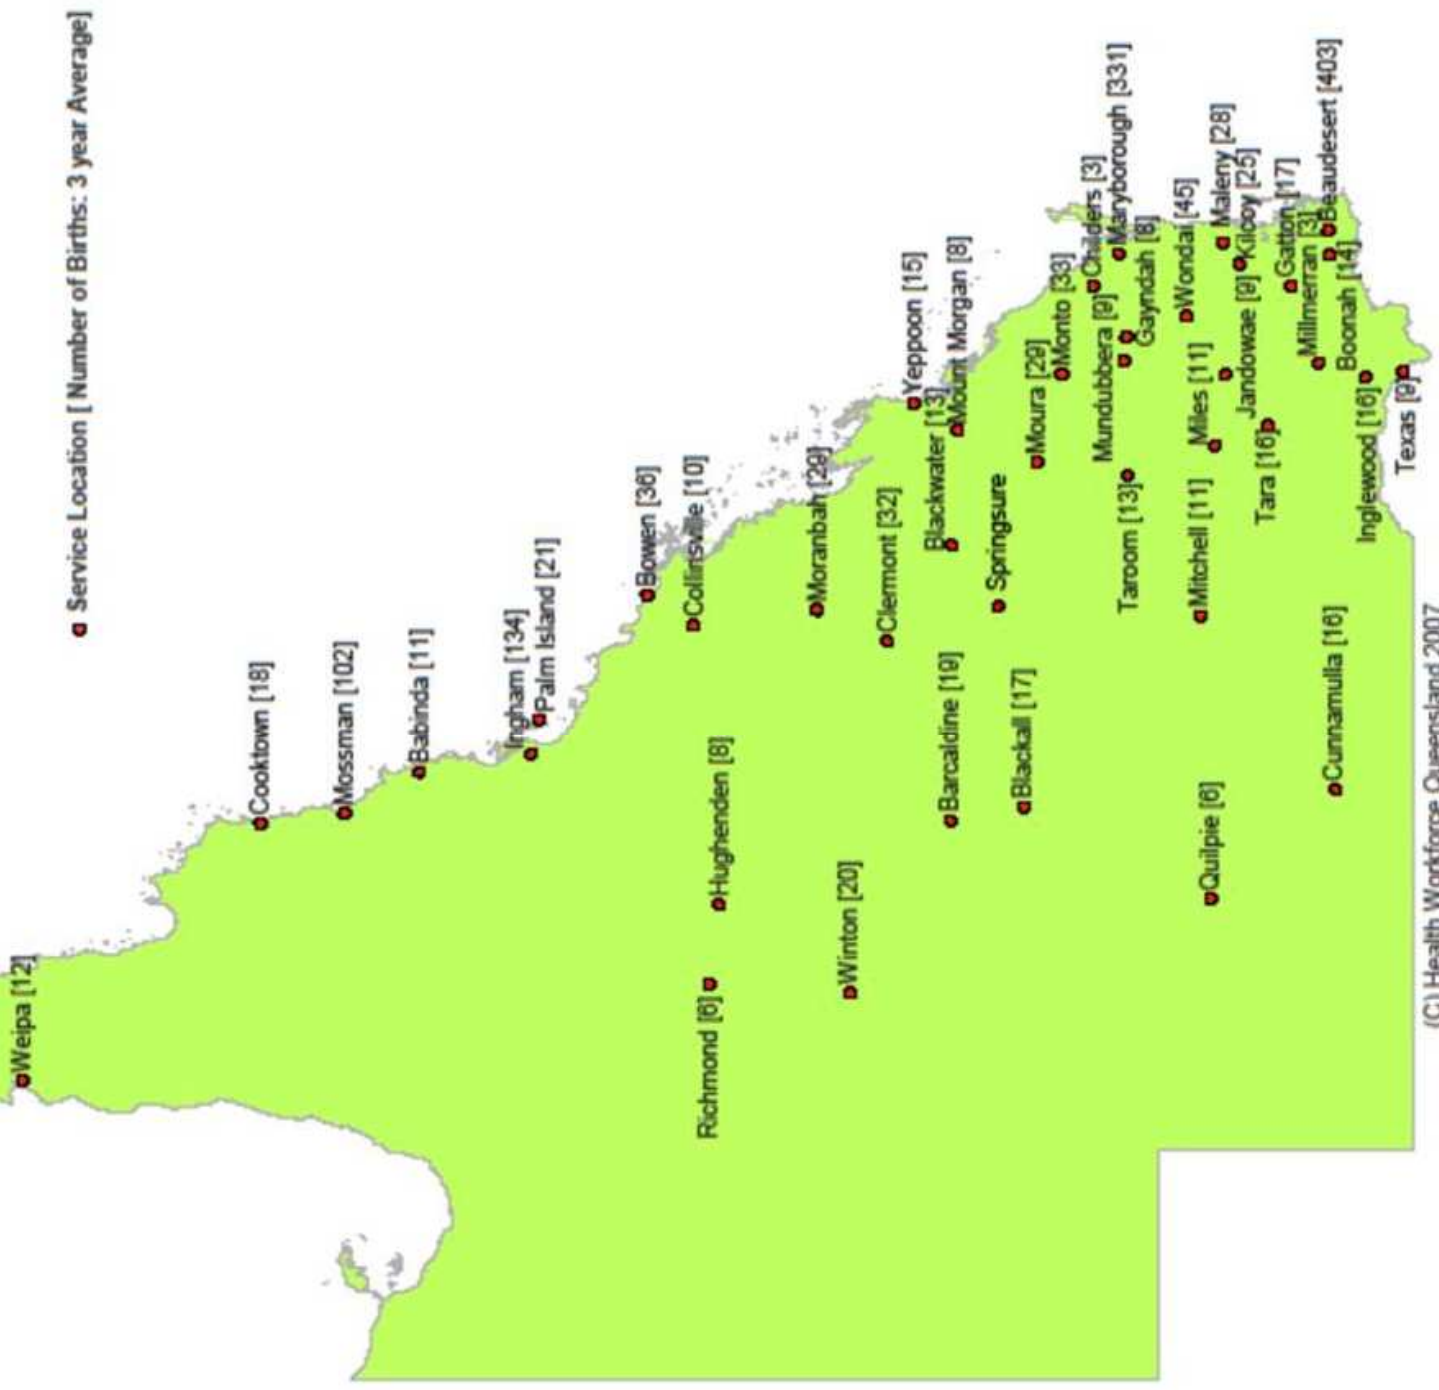 Service Location [ Number of Births: 3 year Average]
Weipa [12]
Cooktown [18]
Mossman [102]
Babinda [11]
Ingham [134]
Palm Island [21]
Bowen [36]
Collinsville [10]
Richmond [6]
Hughenden [8]
Moranbah [29]
Winton [20]
Clermont [32]
Yeppoon [15]
Blackwater [13]
Mount Morgan [8]
Barcaldine [19]
Springsure
Blackall [17]
Moura [29]
Monto [33]
Childers [3]
Mundubbera [9]
Maryborough [331]
Gayndah [8]
Taroom [13]
Wondai [45]
Mitchell [11]
Miles [11]
Quilpie [6]
Maleny [28]
Kilcoy [25]
Jandowae [9]
Tara [16]
Gatton [17]
Millmerran [3]
Beaudesert [403]
Boonah [14]
Cunnamulla [16]
Inglewood [16]
Texas [9]
(C) Health Workforce Queensland 2007